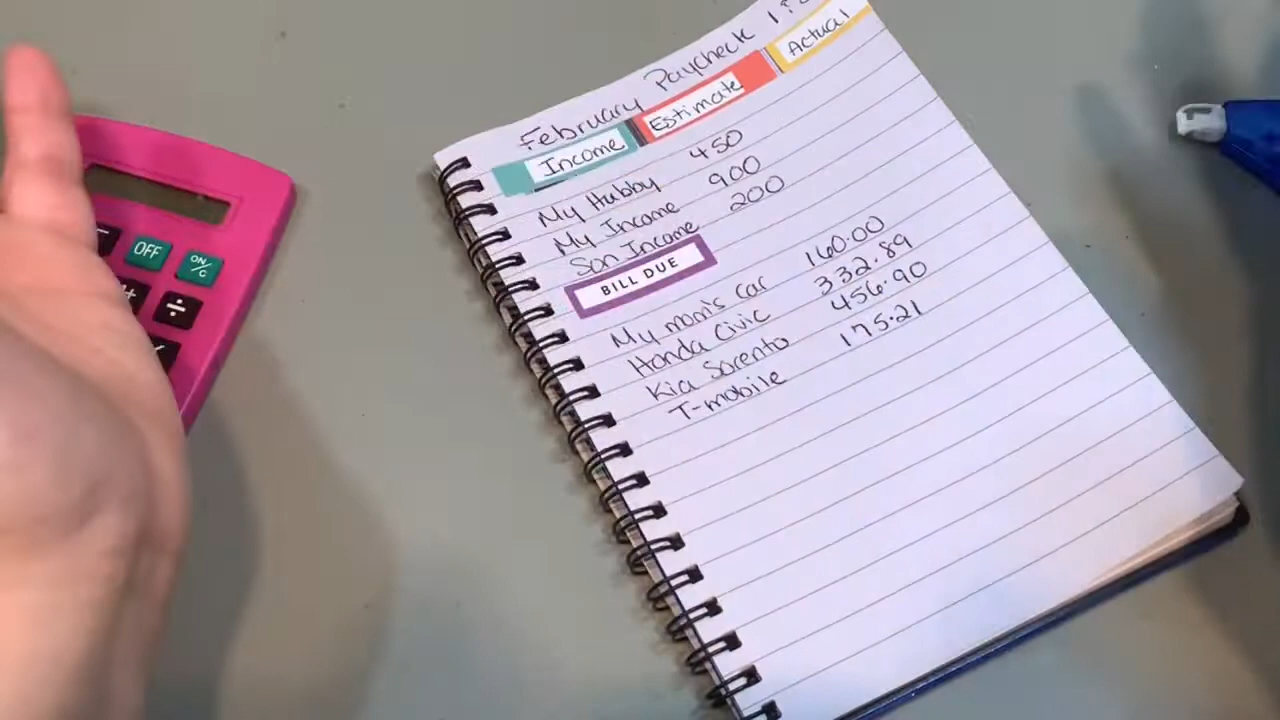 February Paycheck 1
Income Estimate Actual
My Hubby 450
My Income 900
Son Income 200
BILL DUE
My mom's car 160.00
Honda Civic 332.89
Kia Sorento 456.90
T-mobile 175.21
OFF
ON/C
÷